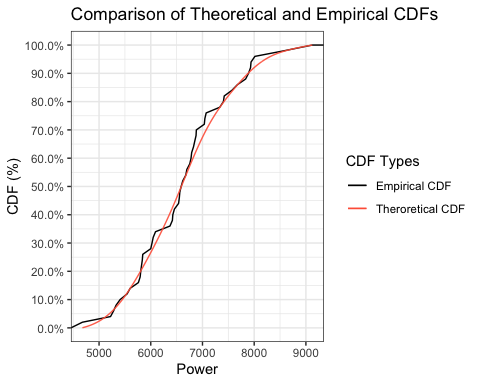 Comparison of Theoretical and Empirical CDFs
100.0%
90.0%
80.0%
70.0%
60.0%
50.0%
40.0%
30.0%
20.0%
10.0%
0.0%
CDF (%)
5000 6000 7000 8000 9000
Power
CDF Types
Empirical CDF
Theroretical CDF